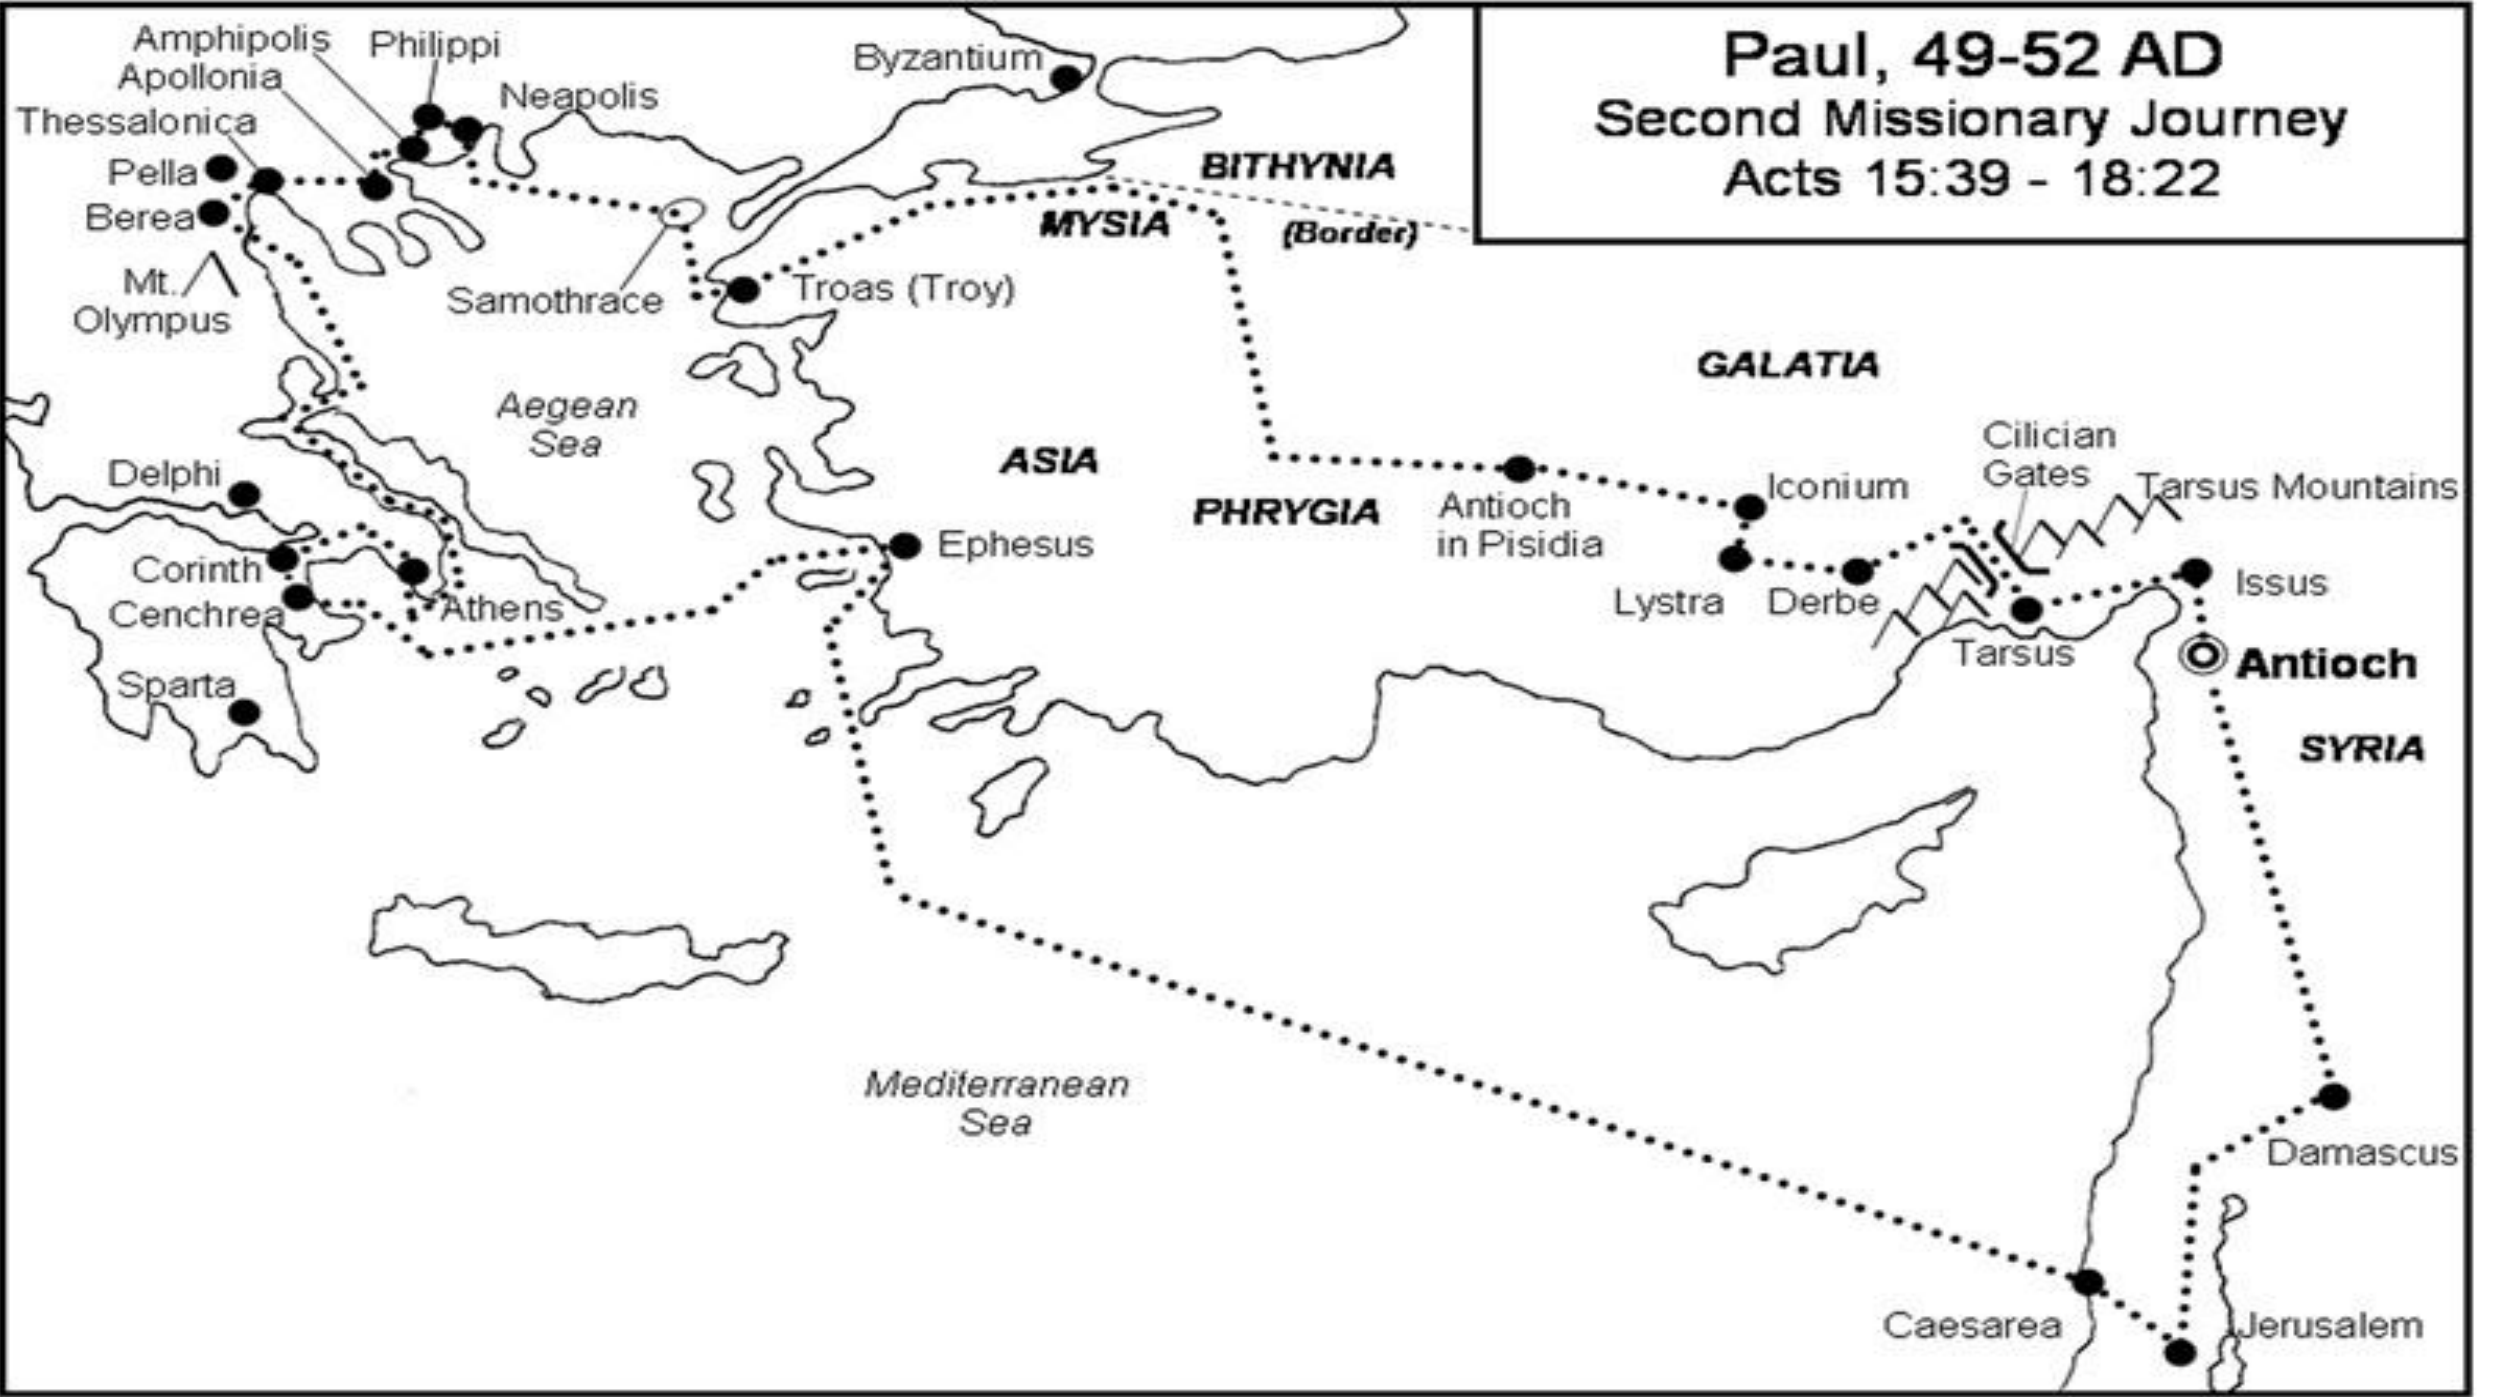 Paul, 49-52 AD
Second Missionary Journey
Acts 15:39 - 18:22
Amphipolis
Philippi
Apollonia
Neapolis
Thessalonica
Pella
Berea
Mt.
Olympus
Samothrace
Byzantium
BITHYNIA
MYSIA
(Border)
Troas (Troy)
GALATIA
Aegean
Sea
ASIA
PHRYGIA
Delphi
Corinth
Cenchrea
Athens
Sparta
Ephesus
Antioch
in Pisidia
Iconium
Lystra
Derbe
Cilician
Gates
Tarsus Mountains
Tarsus
Issus
Antioch
SYRIA
Mediterranean
Sea
Damascus
Caesarea
Jerusalem